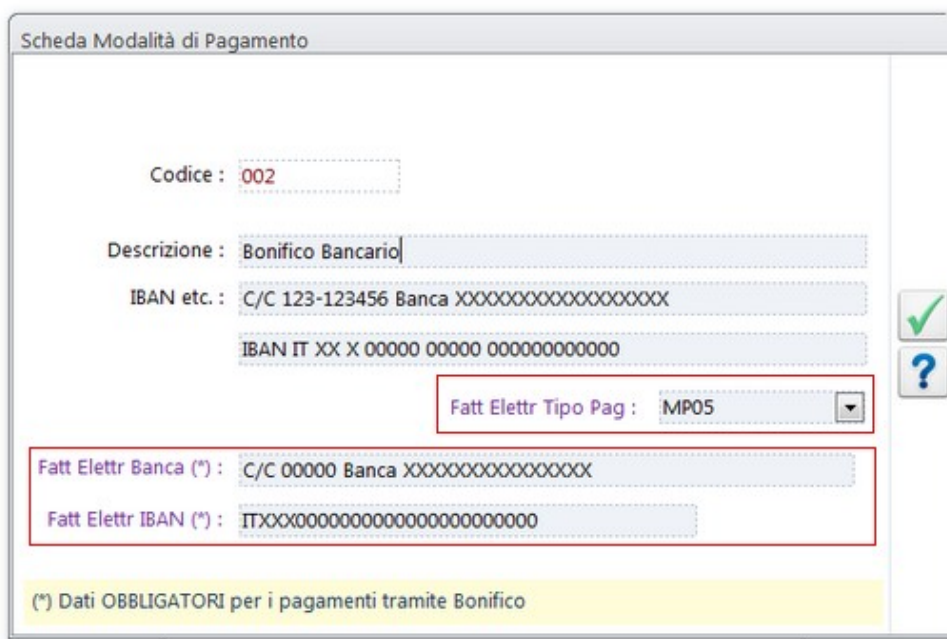 Scheda Modalità di Pagamento
Codice : 002
Descrizione : Bonifico Bancario
IBAN etc. : C/C 123-123456 Banca XXXXXXXXXXXXXXXXX
IBAN IT XX X 00000 00000 000000000000
Fatt Elettr Tipo Pag : MP05
Fatt Elettr Banca (*) : C/C 00000 Banca XXXXXXXXXXXXXXX
Fatt Elettr IBAN (*) : ITXXX0000000000000000000000
(*) Dati OBBLIGATORI per i pagamenti tramite Bonifico